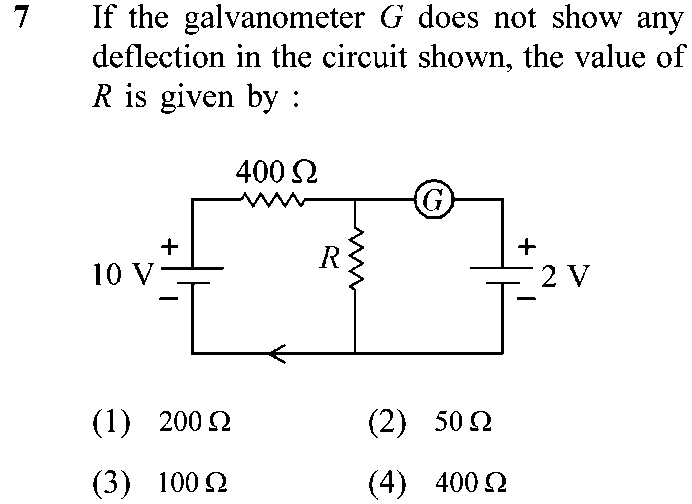 7 If the galvanometer G does not show any
deflection in the circuit shown, the value of
R is given by :
400 Ω
G
R
+
10 V
−
+
2 V
−
(1) 200 Ω (2) 50 Ω
(3) 100 Ω (4) 400 Ω